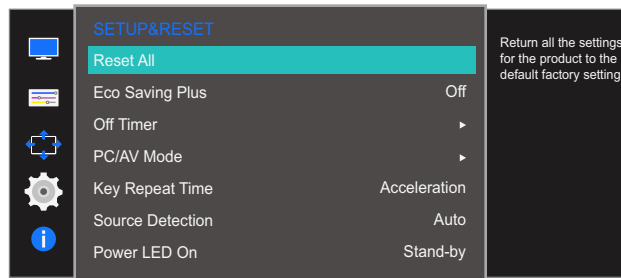 SETUP&RESET
Reset All
Eco Saving Plus Off
Off Timer ▸
PC/AV Mode ▸
Key Repeat Time Acceleration
Source Detection Auto
Power LED On Stand-by
Return all the settings
for the product to the
default factory setting